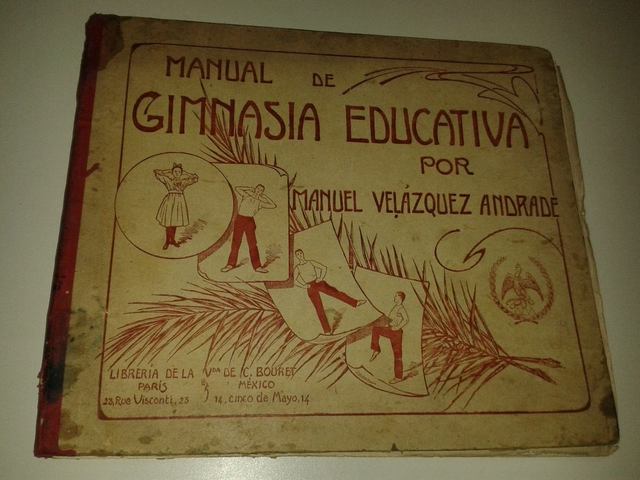 MANUAL DE
GIMNASIA EDUCATIVA
POR
MANUEL VELÁZQUEZ ANDRADE
LIBRERIA DE LA Vda DE C. BOURET
PARÍS MÉXICO
23, Rue Visconti, 23 14, cinco de Mayo, 14